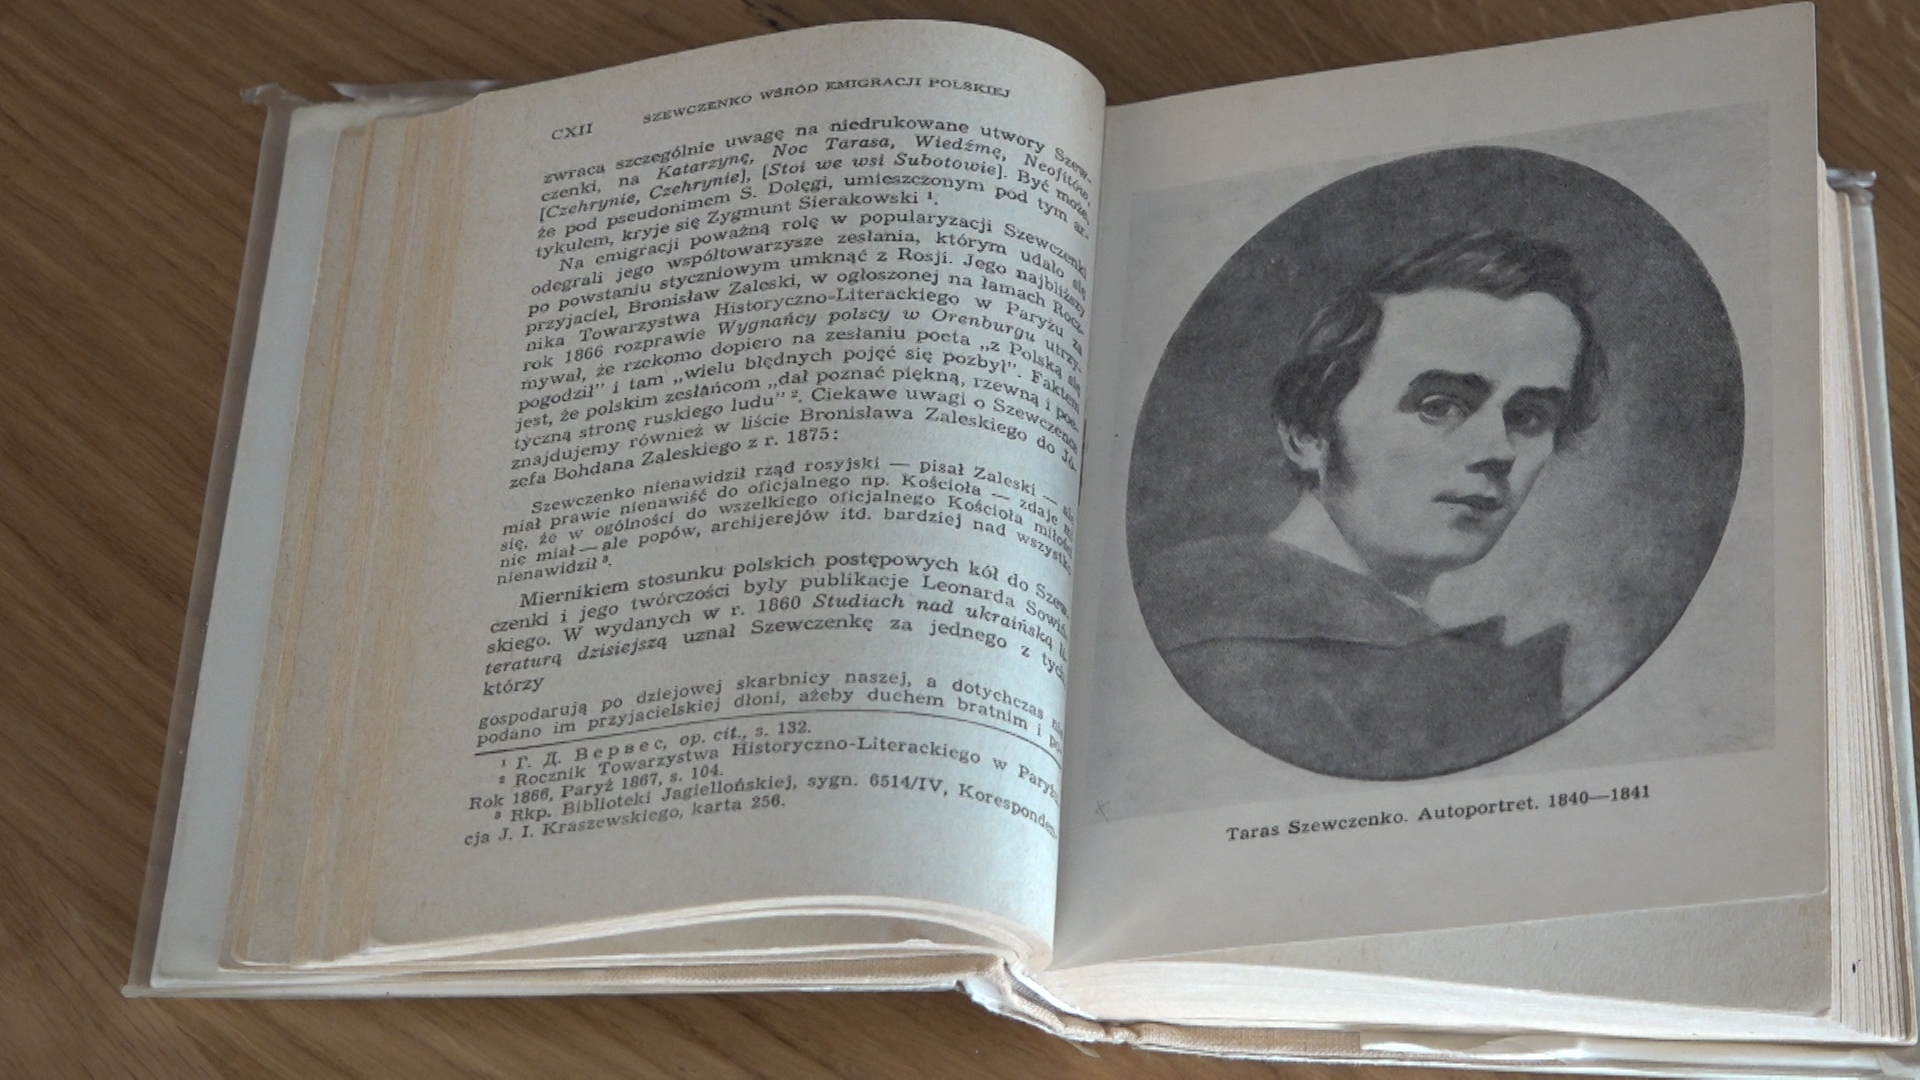 CXII SZEWCZENKO WŚRÓD EMIGRACJI POLSKIEJ
zwraca szczególnie uwagę na niedrukowane utwory Szew-
czenki, na Katarzynę, Noc Tarasa, Wiedźmę, Neofitów,
[Czehrynie, Czehrynie], [Stoi we wsi Subotowie]. Być może,
że pod pseudonimem S. Dołęgi, umieszczonym pod tym ar-
tykułem, kryje się Zygmunt Sierakowski ¹.
Na emigracji poważną rolę w popularyzacji Szewczenki
odegrali jego współtowarzysze zesłania, którym udało się
po powstaniu styczniowym umknąć z Rosji. Jego najbliższy
przyjaciel, Bronisław Zaleski, w ogłoszonej na łamach Rocz-
nika Towarzystwa Historyczno-Literackiego w Paryżu za
rok 1866 rozprawie Wygnańcy polscy w Orenburgu utrzy-
mywał, że rzekomo dopiero na zesłaniu poeta „z Polską się
pogodził” i tam „wielu błędnych pojęć się pozbył”. Faktem
jest, że polskim zesłańcom „dał poznać piękną, rzewną i poe-
tyczną stronę ruskiego ludu” ². Ciekawe uwagi o Szewczence
znajdujemy również w liście Bronisława Zaleskiego do Jó-
zefa Bohdana Zaleskiego z r. 1875:
Szewczenko nienawidził rząd rosyjski — pisał Zaleski — ale
miał prawie nienawiść do oficjalnego np. Kościoła — zdaje mi
się, że w ogólności do wszelkiego oficjalnego Kościoła miłości
nie miał — ale popów, archijerejów itd. bardziej nad wszystko
nienawidził ³.
Miernikiem stosunku polskich postępowych kół do Szew-
czenki i jego twórczości były publikacje Leonarda Sowiń-
skiego. W wydanych w r. 1860 Studiach nad ukraińską li-
teraturą dzisiejszą uznał Szewczenkę za jednego z tych,
którzy
gospodarują po dziejowej skarbnicy naszej, a dotychczas nie
podano im przyjacielskiej dłoni, ażeby duchem bratnim i po-
¹ Г. Д. Вервес, op. cit., s. 132.
² Rocznik Towarzystwa Historyczno-Literackiego w Paryżu.
Rok 1866, Paryż 1867, s. 104.
³ Rkp. Biblioteki Jagiellońskiej, sygn. 6514/IV, Koresponden-
cja J. I. Kraszewskiego, karta 256.
Taras Szewczenko. Autoportret. 1840—1841